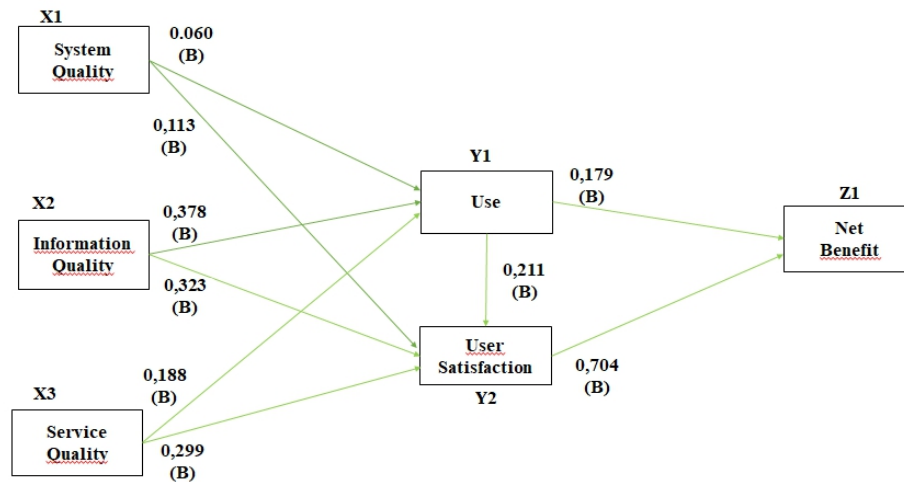 X1
System
Quality
0.060
(B)
0,113
(B)
X2
Information
Quality
0,378
(B)
0,323
(B)
X3
Service
Quality
0,188
(B)
0,299
(B)
Y1
Use
0,179
(B)
0,211
(B)
User
Satisfaction
Y2
0,704
(B)
Z1
Net
Benefit